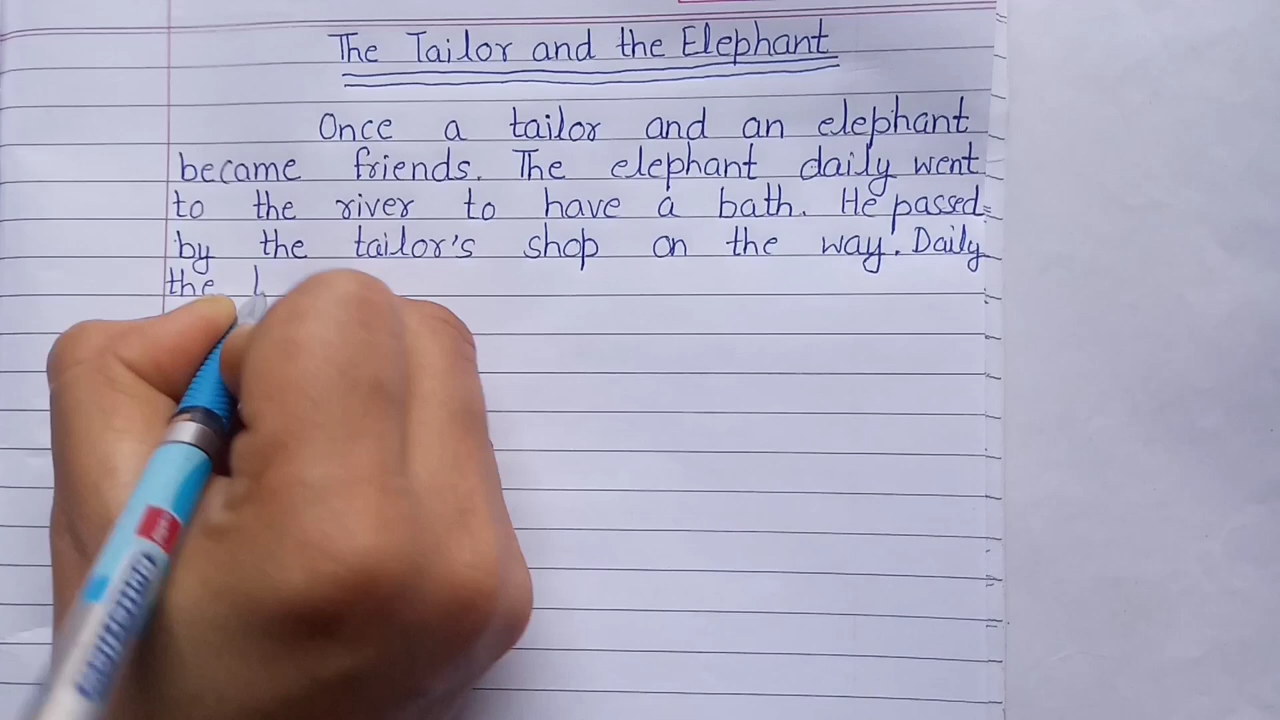 The Tailor and the Elephant
Once a tailor and an elephant
became friends. The elephant daily went
to the river to have a bath. He passed
by the tailor's shop on the way. Daily
the